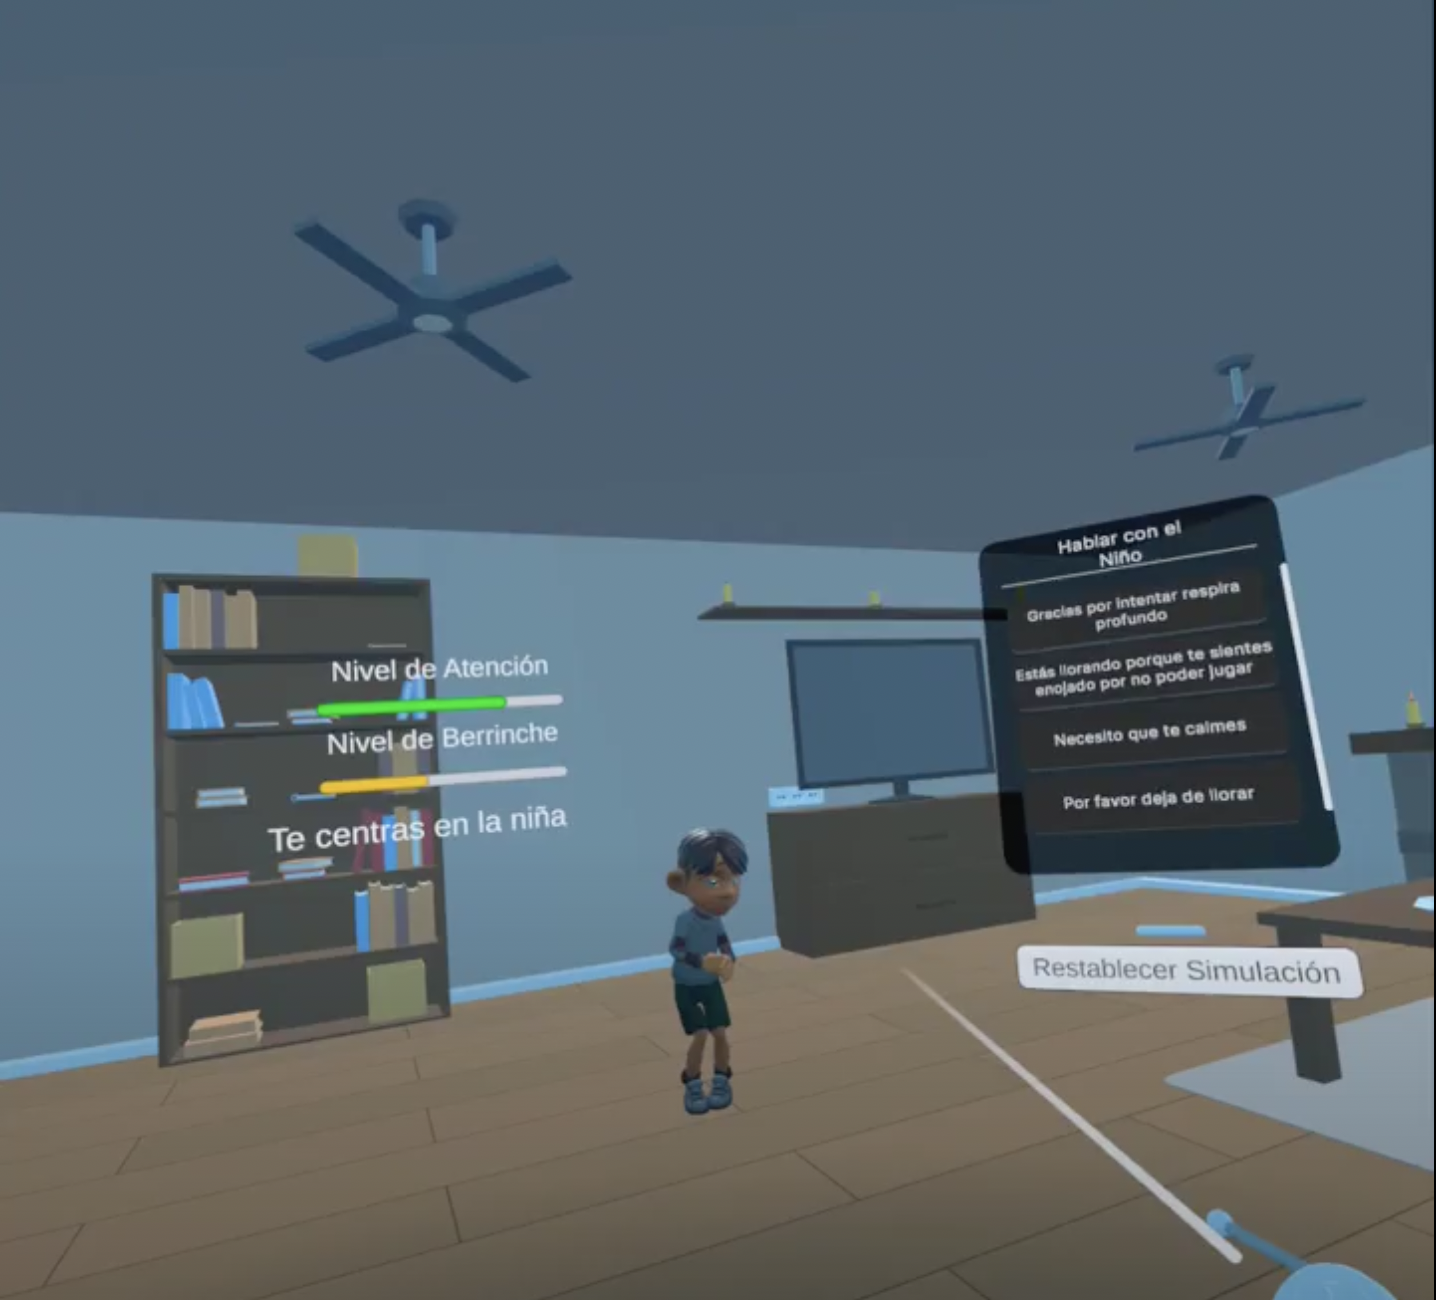 Nivel de Atención
Nivel de Berrinche
Te centras en la niña
Hablar con el
Niño
Gracias por intentar respira
profundo
Estás llorando porque te sientes
enojado por no poder jugar
Necesito que te calmes
Por favor deja de llorar
Restablecer Simulación